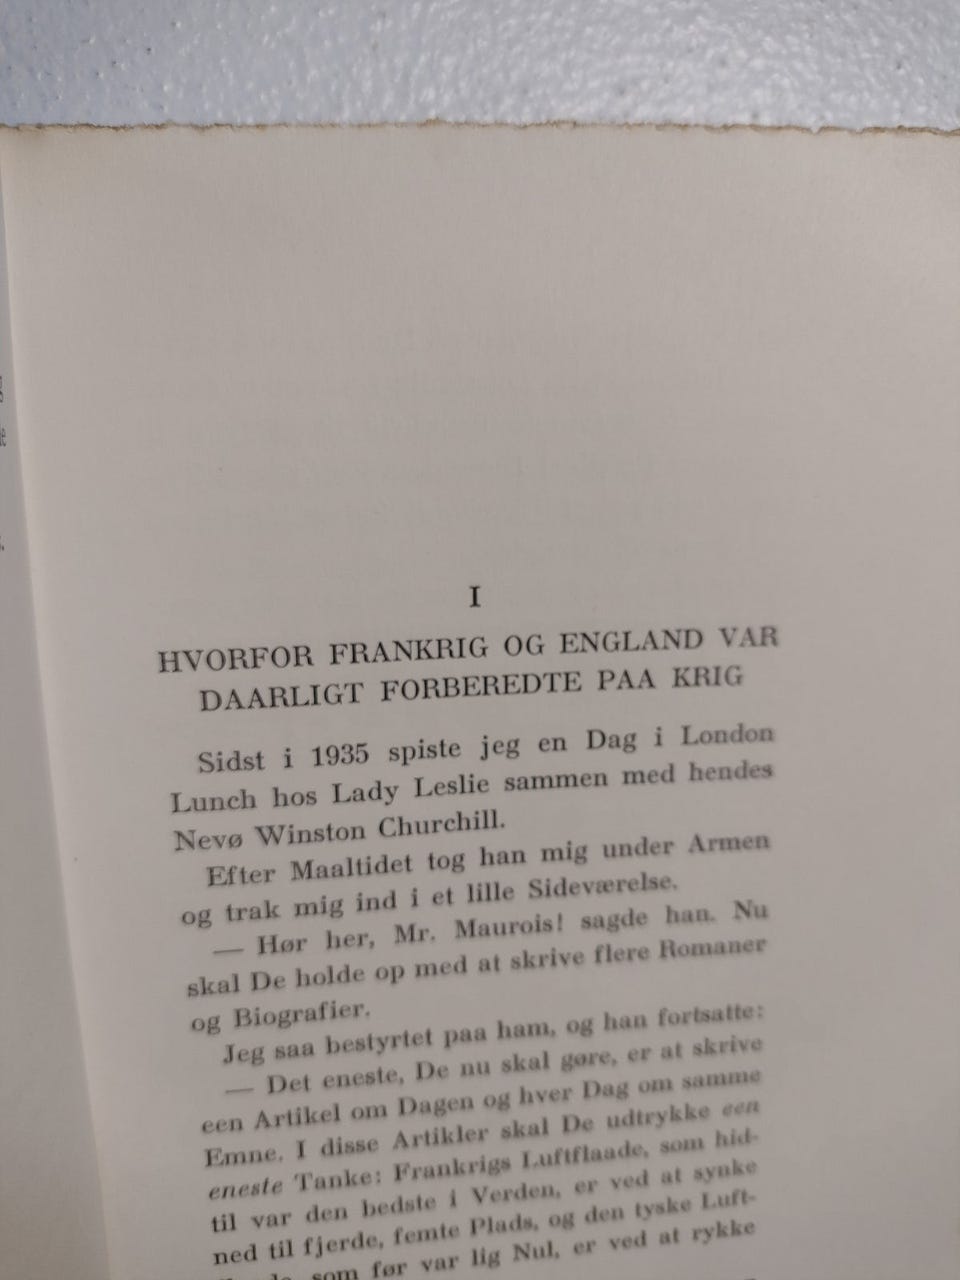 I
HVORFOR FRANKRIG OG ENGLAND VAR
DAARLIGT FORBEREDTE PAA KRIG
Sidst i 1935 spiste jeg en Dag i London
Lunch hos Lady Leslie sammen med hendes
Nevø Winston Churchill.
Efter Maaltidet tog han mig under Armen
og trak mig ind i et lille Sideværelse.
— Hør her, Mr. Maurois! sagde han. Nu
skal De holde op med at skrive flere Romaner
og Biografier.
Jeg saa bestyrtet paa ham, og han fortsatte:
— Det eneste, De nu skal gøre, er at skrive
een Artikel om Dagen og hver Dag om samme
Emne. I disse Artikler skal De udtrykke een
eneste Tanke: Frankrigs Luftflaade, som hid-
til var den bedste i Verden, er ved at synke
ned til fjerde, femte Plads, og den tyske Luft-
som før var lig Nul, er ved at rykke